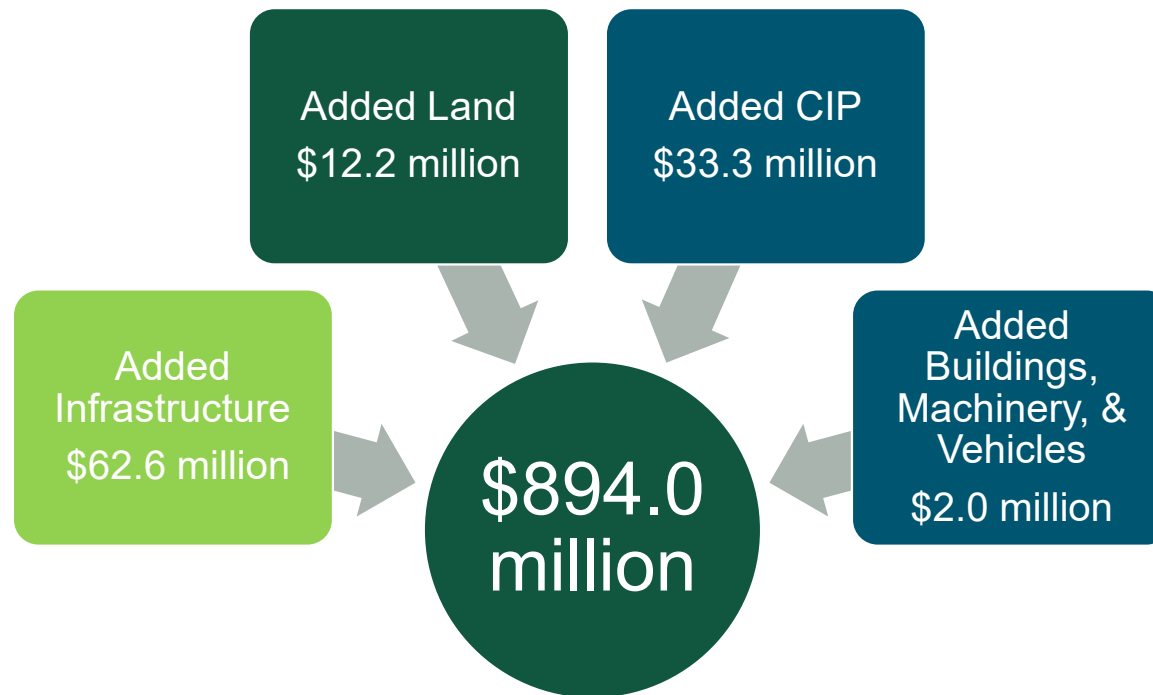 Added Land
$12.2 million
Added CIP
$33.3 million
Added
Infrastructure
$62.6 million
Added
Buildings,
Machinery, &
Vehicles
$2.0 million
$894.0
million